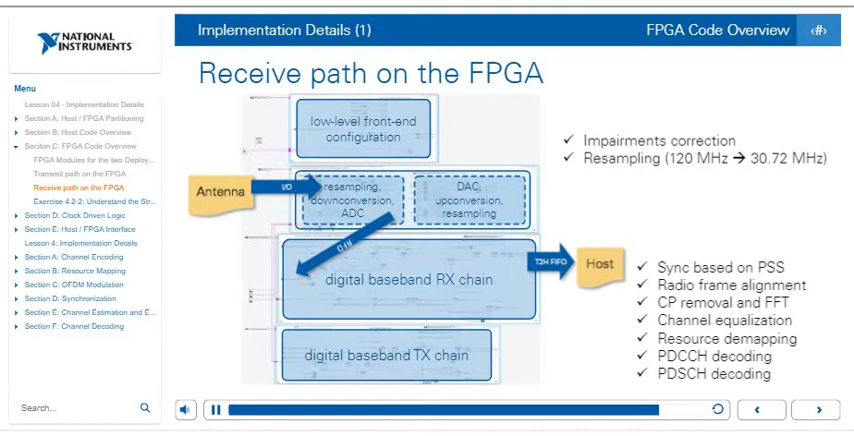 NATIONAL
INSTRUMENTS
Implementation Details (1)
FPGA Code Overview
‹#›
Menu
Lesson 04 - Implementation Details
Section A: Host / FPGA Partitioning
Section B: Host Code Overview
Seciton C: FPGA Code Overview
FPGA Modules for the two Deploy...
Transmit path on the FPGA
Receive path on the FPGA
Exercise 4.2-2: Understand the Str...
Section D: Clock Driven Logic
Section E: Host / FPGA Interface
Lesson 4: Implementation Details
Section A: Channel Encoding
Section B: Resource Mapping
Section C: OFDM Modulation
Section D: Synchronization
Section E: Channel Estimation and E...
Section F: Channel Decoding
Search...
Receive path on the FPGA
low-level front-end
configuration
✓ Impairments correction
✓ Resampling (120 MHz → 30.72 MHz)
Antenna
I/O
resampling,
downconversion,
ADC
DAC,
upconversion,
resampling
FIFO
digital baseband RX chain
T2H FIFO
Host
✓ Sync based on PSS
✓ Radio frame alignment
✓ CP removal and FFT
✓ Channel equalization
✓ Resource demapping
✓ PDCCH decoding
✓ PDSCH decoding
digital baseband TX chain